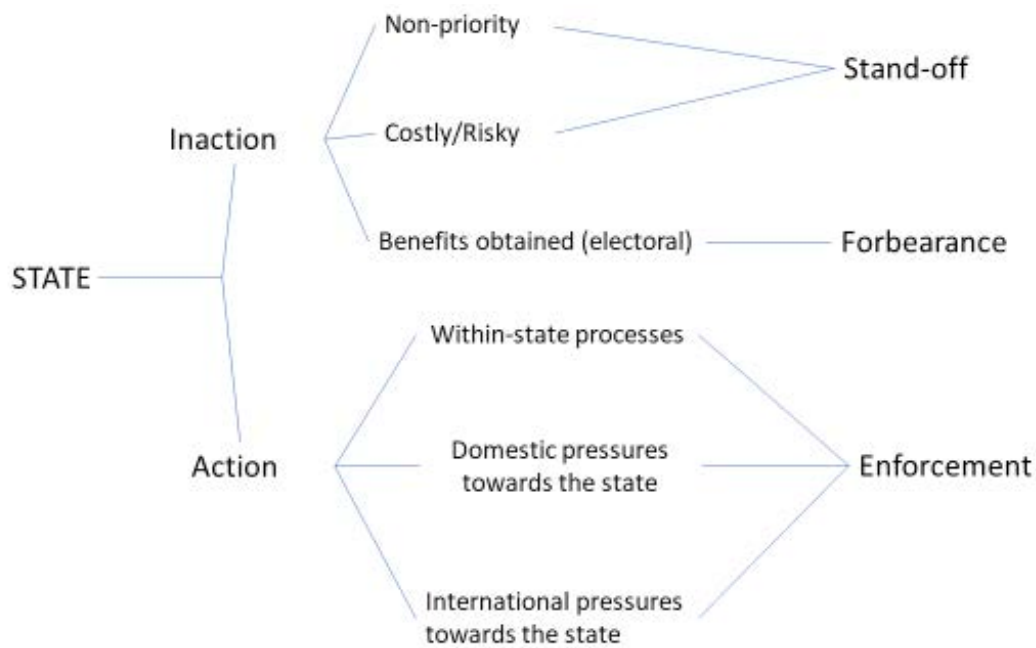 Non-priority
Stand-off
Costly/Risky
Inaction
Benefits obtained (electoral)
Forbearance
STATE
Within-state processes
Domestic pressures
towards the state
Action
Enforcement
International pressures
towards the state